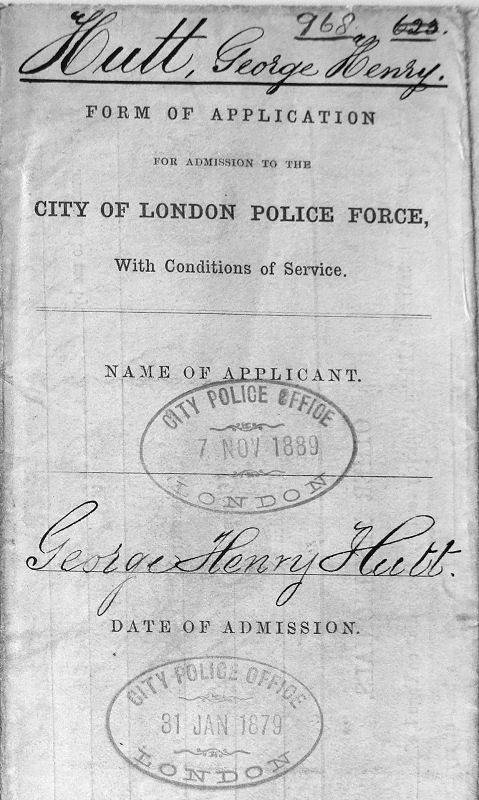 968. 623.
Hutt, George Henry.
FORM OF APPLICATION
FOR ADMISSION TO THE
CITY OF LONDON POLICE FORCE,
With Conditions of Service.
NAME OF APPLICANT.
CITY POLICE OFFICE
7 NOV 1889
LONDON
George Henry Hutt.
DATE OF ADMISSION.
CITY POLICE OFFICE
31 JAN 1879
LONDON